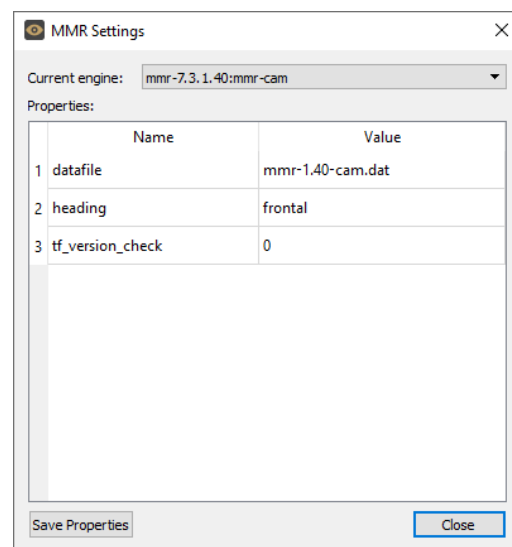 MMR Settings
Current engine: mmr-7.3.1.40:mmr-cam
Properties:
Name Value
1 datafile mmr-1.40-cam.dat
2 heading frontal
3 tf_version_check 0
Save Properties Close